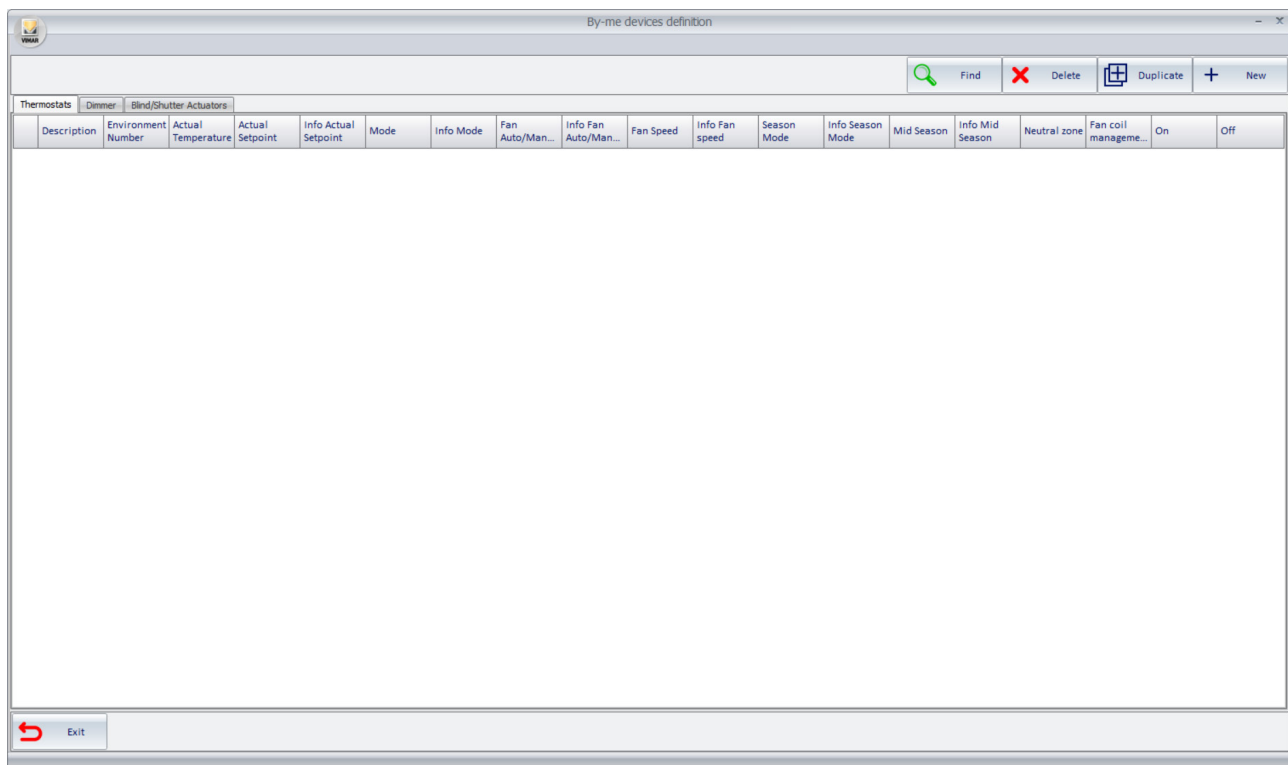 By-me devices definition
VIMAR
Find Delete Duplicate New
Thermostats Dimmer Blind/Shutter Actuators
Description
Environment
Number
Actual
Temperature
Actual
Setpoint
Info Actual
Setpoint
Mode
Info Mode
Fan
Auto/Man...
Info Fan
Auto/Man...
Fan Speed
Info Fan
speed
Season
Mode
Info Season
Mode
Mid Season
Info Mid
Season
Neutral zone
Fan coil
manageme...
On
Off
Exit